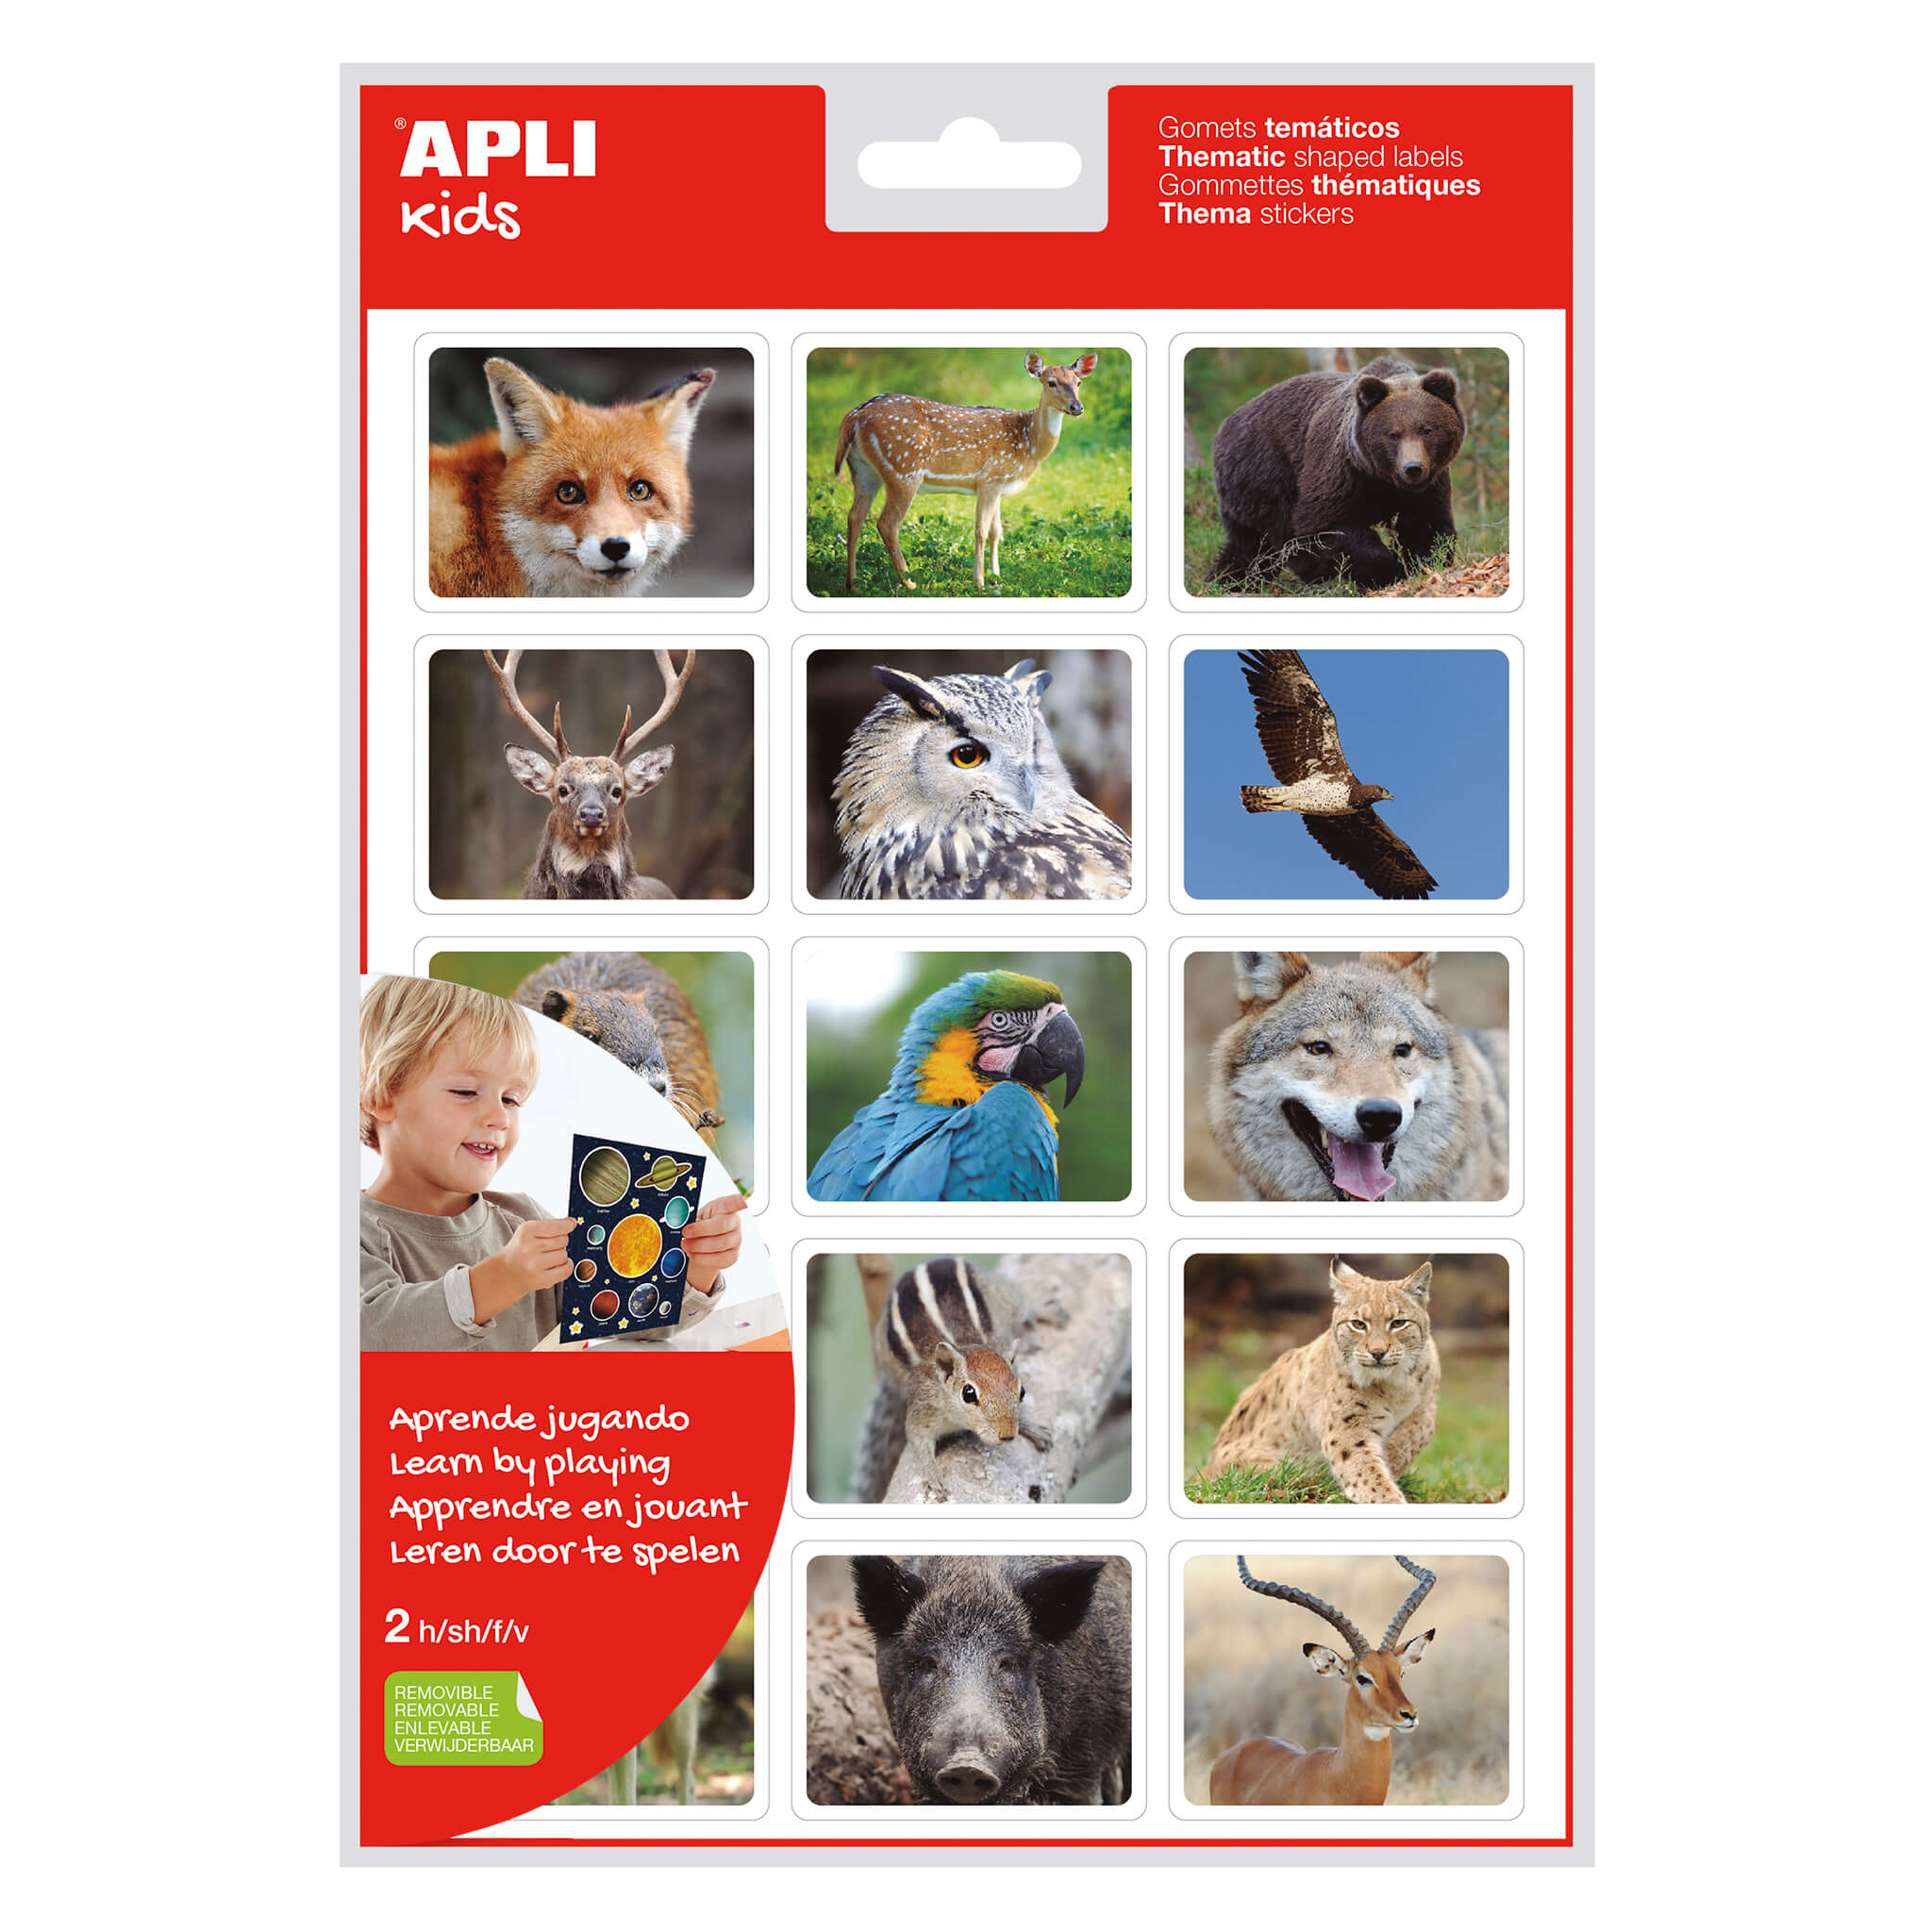 ®APLI
kids
Gomets temáticos
Thematic shaped labels
Gommettes thématiques
Thema stickers
Aprende jugando
Learn by playing
Apprendre en jouant
Leren door te spelen
2 h/sh/f/v
REMOVIBLE
REMOVABLE
ENLEVABLE
VERWIJDERBAAR